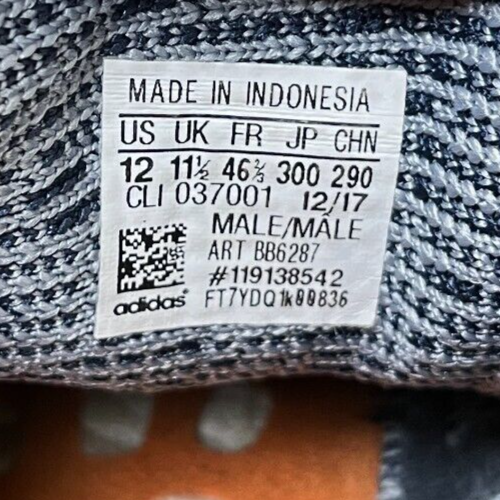 MADE IN INDONESIA
US UK FR JP CHN
12 11½ 46⅔ 300 290
CLI 037001 12/17
MALE/MÂLE
ART BB6287
#119138542
adidas®